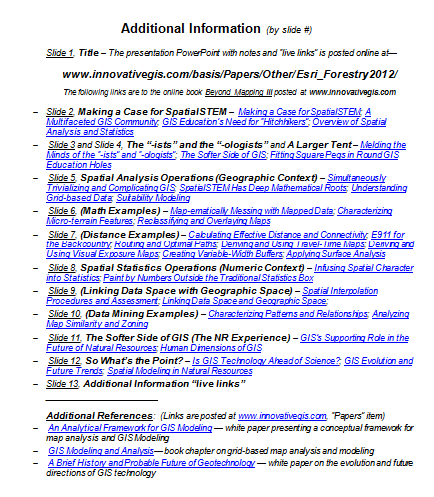 Additional Information (by slide #)
Slide 1, Title – The presentation PowerPoint with notes and "live links" is posted online at—
www.innovativegis.com/basis/Papers/Other/Esri_Forestry2012/
The following links are to the online book Beyond Mapping III posted at www.innovativegis.com
– Slide 2, Making a Case for SpatialSTEM – Making a Case for SpatialSTEM; A
Multifaceted GIS Community; GIS Education's Need for "Hitchhikers"; Overview of Spatial
Analysis and Statistics
– Slide 3 and Slide 4, The "-ists" and the "-ologists" and A Larger Tent – Melding the
Minds of the "-ists" and "-ologists"; The Softer Side of GIS; Fitting Square Pegs in Round GIS
Education Holes
– Slide 5, Spatial Analysis Operations (Geographic Context) – Simultaneously
Trivializing and Complicating GIS; SpatialSTEM Has Deep Mathematical Roots; Understanding
Grid-based Data; Suitability Modeling
– Slide 6, (Math Examples) – Map-ematically Messing with Mapped Data; Characterizing
Micro-terrain Features; Reclassifying and Overlaying Maps
– Slide 7, (Distance Examples) – Calculating Effective Distance and Connectivity; E911 for
the Backcountry; Routing and Optimal Paths; Deriving and Using Travel-Time Maps; Deriving and
Using Visual Exposure Maps; Creating Variable-Width Buffers; Applying Surface Analysis
– Slide 8, Spatial Statistics Operations (Numeric Context) – Infusing Spatial Character
into Statistics; Paint by Numbers Outside the Traditional Statistics Box
– Slide 9, (Linking Data Space with Geographic Space) – Spatial Interpolation
Procedures and Assessment; Linking Data Space and Geographic Space;
– Slide 10, (Data Mining Examples) – Characterizing Patterns and Relationships; Analyzing
Map Similarity and Zoning
– Slide 11, The Softer Side of GIS (The NR Experience) – GIS's Supporting Role in the
Future of Natural Resources; Human Dimensions of GIS
– Slide 12, So What's the Point? – Is GIS Technology Ahead of Science?; GIS Evolution and
Future Trends; Spatial Modeling in Natural Resources
– Slide 13, Additional Information "live links"
Additional References: (Links are posted at www.innovativegis.com, "Papers" item)
– An Analytical Framework for GIS Modeling — white paper presenting a conceptual framework for
map analysis and GIS Modeling
– GIS Modeling and Analysis— book chapter on grid-based map analysis and modeling
– A Brief History and Probable Future of Geotechnology — white paper on the evolution and future
directions of GIS technology